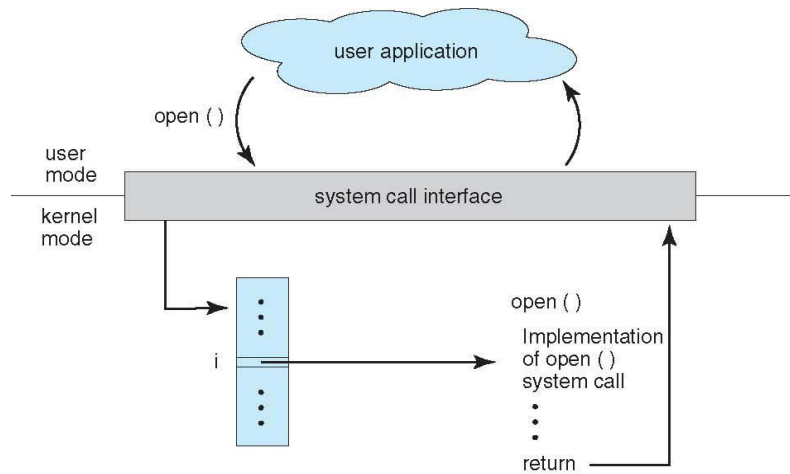 user application
open ( )
user
mode
system call interface
kernel
mode
open ( )
Implementation
i
of open ( )
system call
return